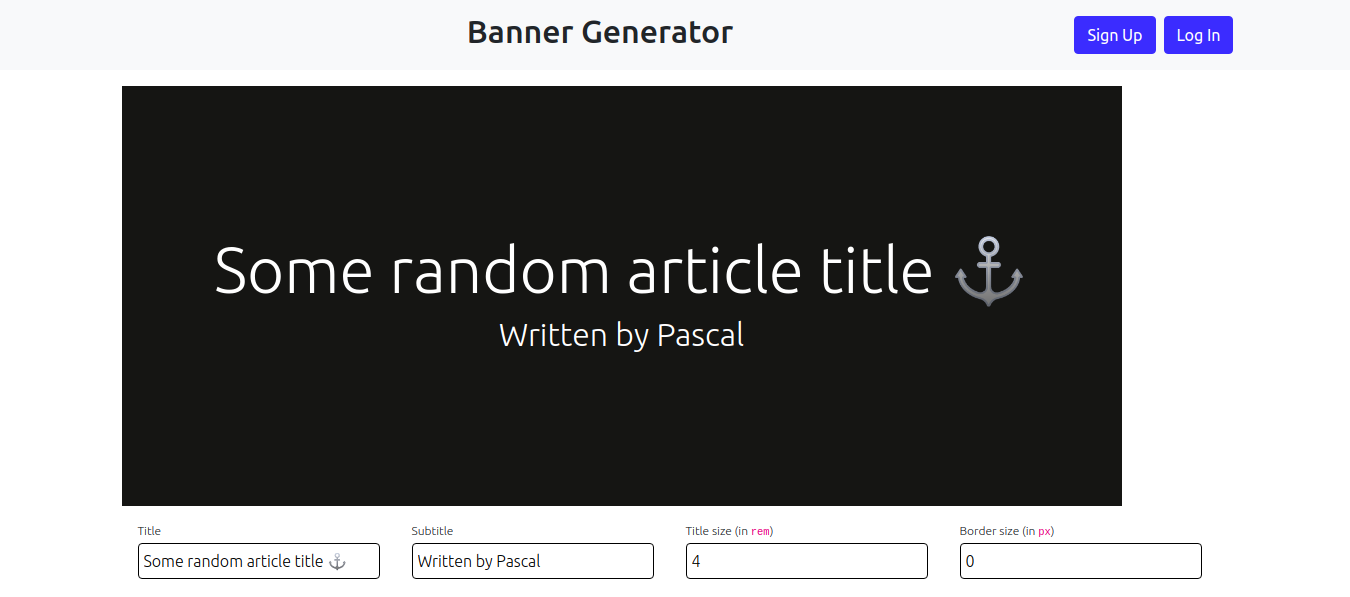 Banner Generator
Sign Up
Log In
Some random article title ⚓
Written by Pascal
Title
Subtitle
Title size (in rem)
Border size (in px)
Some random article title ⚓
Written by Pascal
4
0